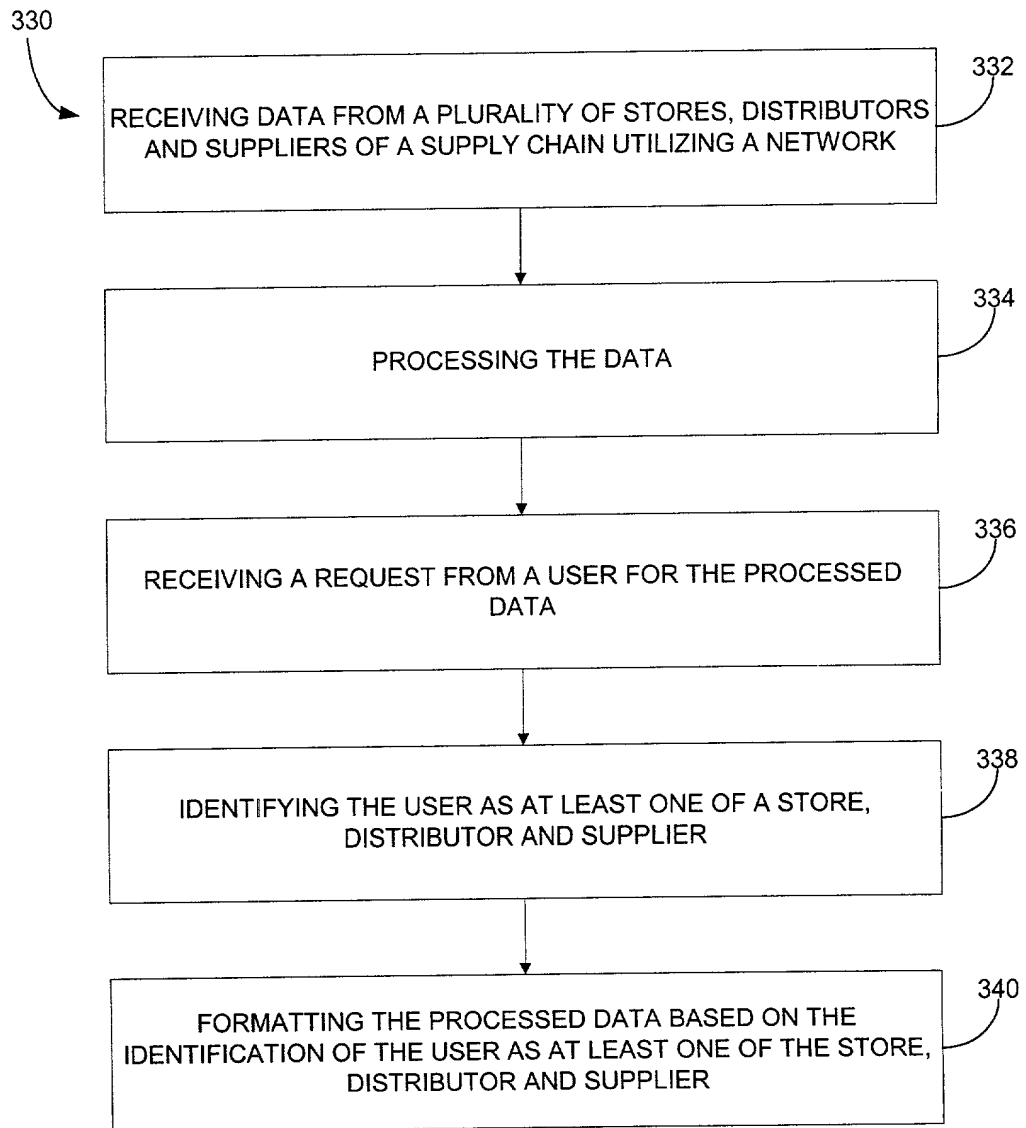 330
332
RECEIVING DATA FROM A PLURALITY OF STORES, DISTRIBUTORS
AND SUPPLIERS OF A SUPPLY CHAIN UTILIZING A NETWORK
334
PROCESSING THE DATA
336
RECEIVING A REQUEST FROM A USER FOR THE PROCESSED
DATA
338
IDENTIFYING THE USER AS AT LEAST ONE OF A STORE,
DISTRIBUTOR AND SUPPLIER
340
FORMATTING THE PROCESSED DATA BASED ON THE
IDENTIFICATION OF THE USER AS AT LEAST ONE OF THE STORE,
DISTRIBUTOR AND SUPPLIER